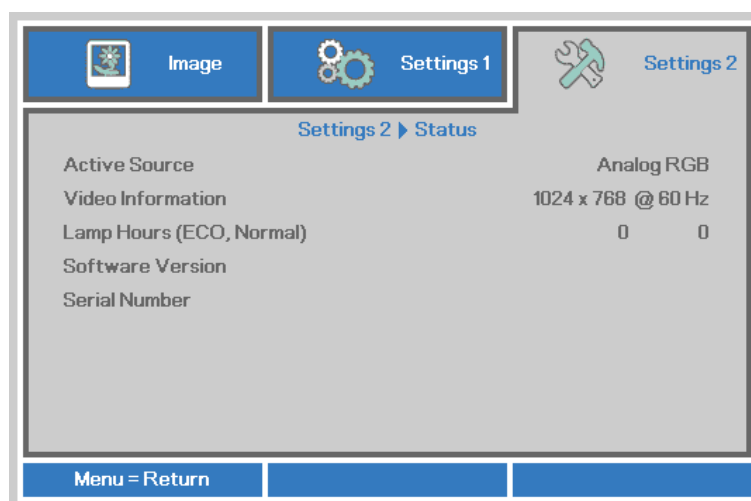 Image
Settings 1
Settings 2
Settings 2 ▶ Status
Active Source Analog RGB
Video Information 1024 x 768 @ 60 Hz
Lamp Hours (ECO, Normal) 0 0
Software Version
Serial Number
Menu = Return